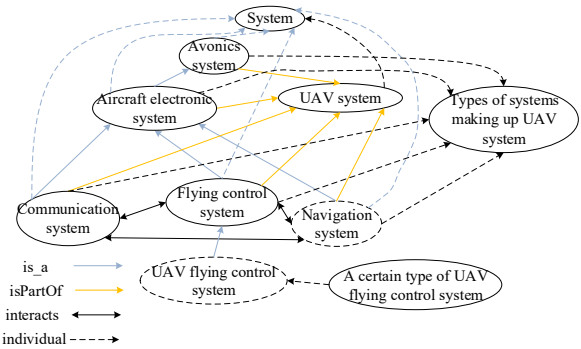 System
Avonics
system
Aircraft electronic
system
UAV system
Types of systems
making up UAV
system
Communication
system
Flying control
system
Navigation
system
UAV flying control
system
A certain type of UAV
flying control system
is_a
isPartOf
interacts
individual